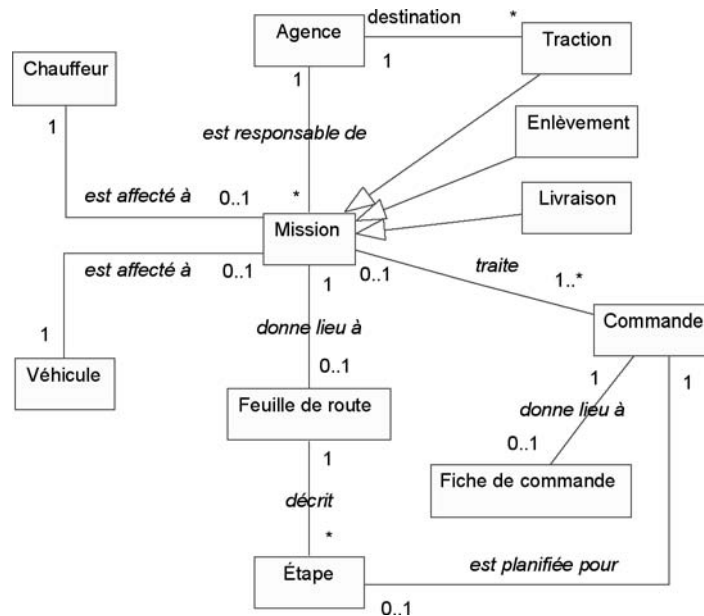 destination
*
Agence
1
Traction
Chauffeur
1
1
est responsable de
Enlèvement
est affecté à
0..1
*
Livraison
Mission
est affecté à
0..1
1
0..1
traite
1..*
donne lieu à
Commande
1
0..1
1
1
Véhicule
Feuille de route
donne lieu à
1
0..1
décrit
Fiche de commande
*
Étape
est planifiée pour
0..1